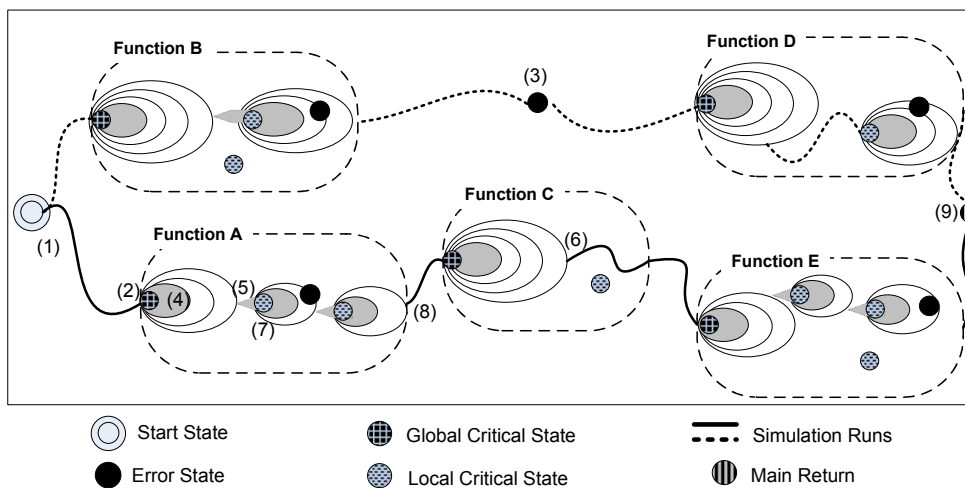 Function B
Function D
(3)
(1)
Function A
Function C
(6)
(9)
(2)
(4)
(5)
(7)
(8)
Function E
Start State
Global Critical State
Simulation Runs
Error State
Local Critical State
Main Return